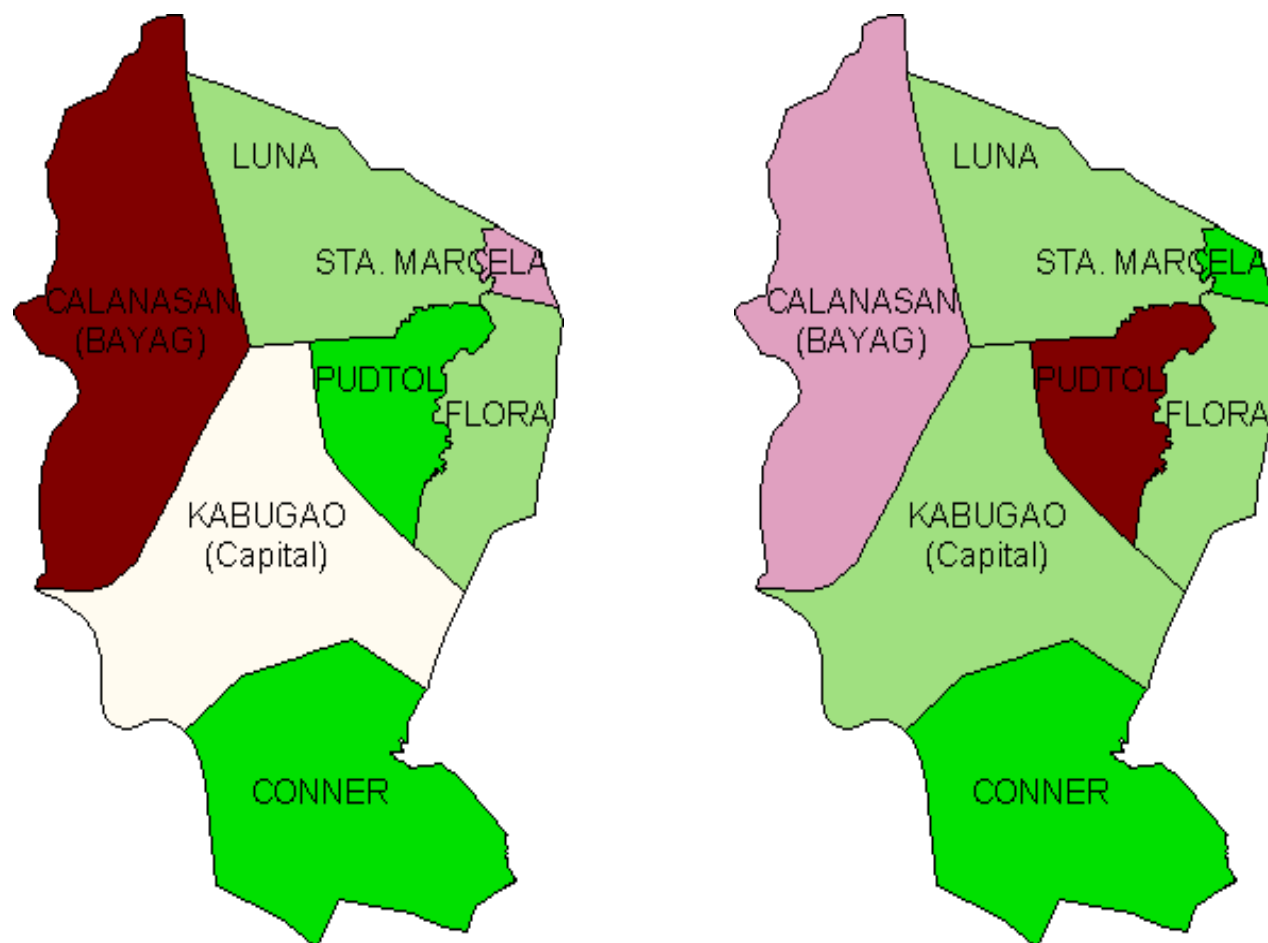 LUNA
STA. MARCELA
CALANASAN
(BAYAG)
PUDTOL
FLORA
KABUGAO
(Capital)
CONNER
LUNA
STA. MARCELA
CALANASAN
(BAYAG)
PUDTOL
FLORA
KABUGAO
(Capital)
CONNER